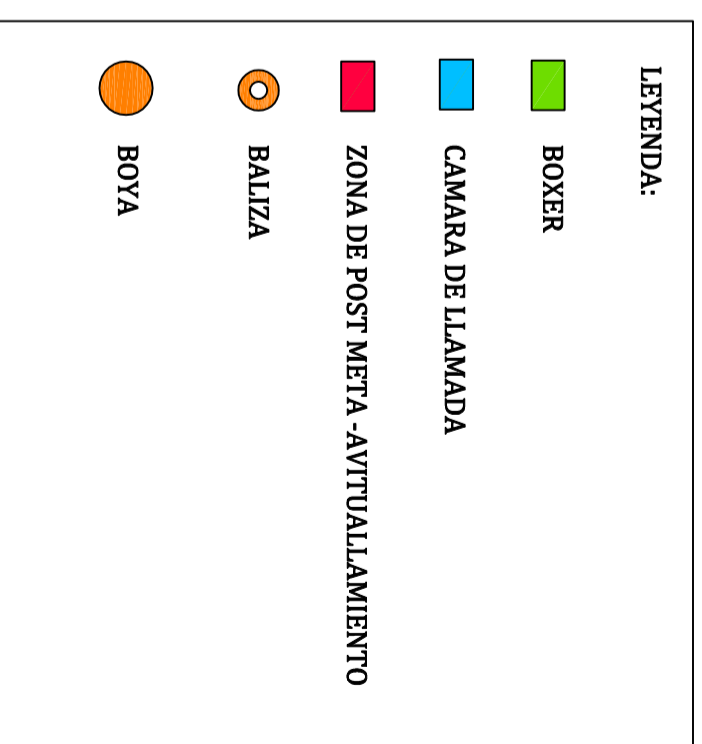 LEYENDA:
BOXER
CAMARA DE LLAMADA
ZONA DE POST META -AVITUALLAMIENTO
BALIZA
BOYA